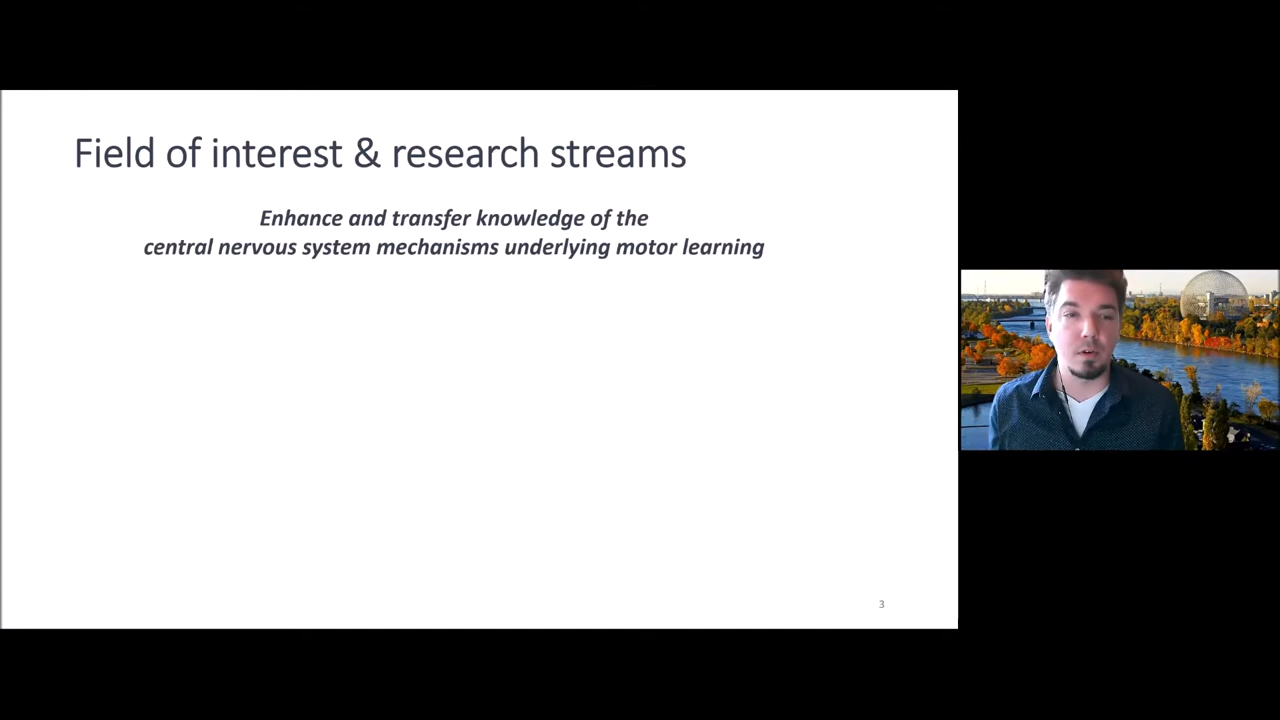 Field of interest & research streams
Enhance and transfer knowledge of the
central nervous system mechanisms underlying motor learning
3